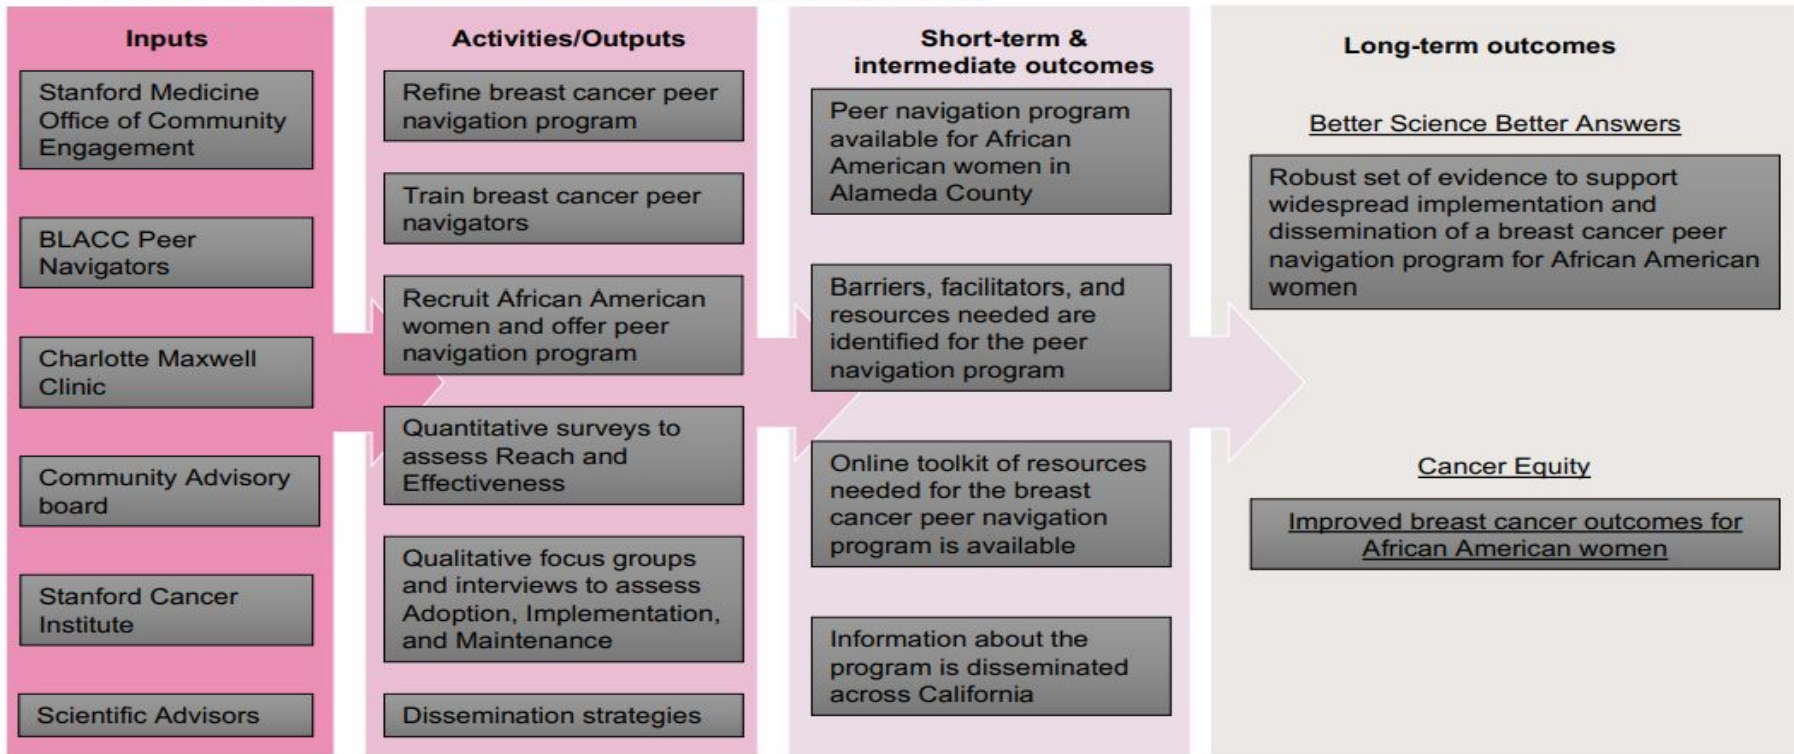 Inputs
Stanford Medicine
Office of Community
Engagement
BLACC Peer
Navigators
Charlotte Maxwell
Clinic
Community Advisory
board
Stanford Cancer
Institute
Scientific Advisors
Activities/Outputs
Refine breast cancer peer
navigation program
Train breast cancer peer
navigators
Recruit African American
women and offer peer
navigation program
Quantitative surveys to
assess Reach and
Effectiveness
Qualitative focus groups
and interviews to assess
Adoption, Implementation,
and Maintenance
Dissemination strategies
Short-term &
intermediate outcomes
Peer navigation program
available for African
American women in
Alameda County
Barriers, facilitators, and
resources needed are
identified for the peer
navigation program
Online toolkit of resources
needed for the breast
cancer peer navigation
program is available
Information about the
program is disseminated
across California
Long-term outcomes
Better Science Better Answers
Robust set of evidence to support
widespread implementation and
dissemination of a breast cancer peer
navigation program for African American
women
Cancer Equity
Improved breast cancer outcomes for
African American women